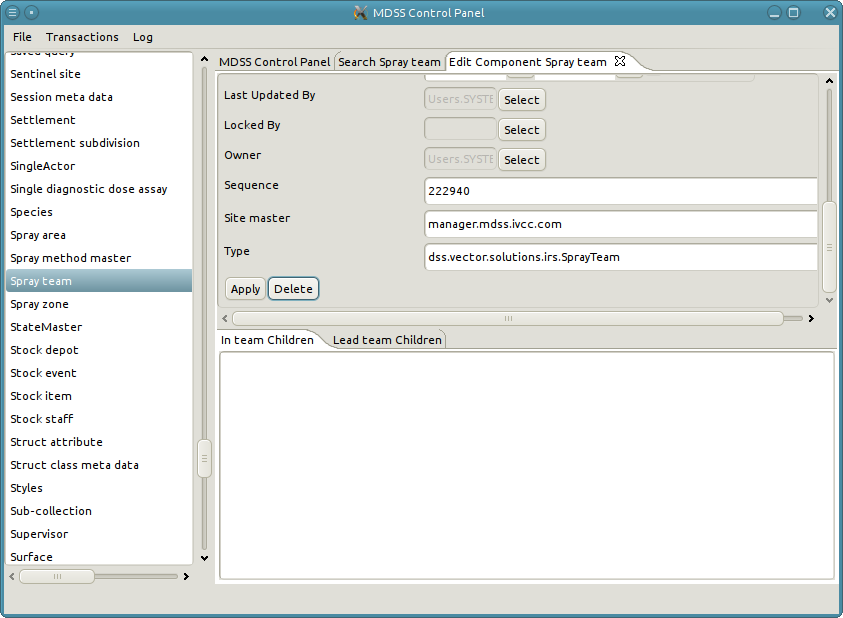 MDSS Control Panel
File Transactions Log
Sentinel site
Session meta data
Settlement
Settlement subdivision
SingleActor
Single diagnostic dose assay
Species
Spray area
Spray method master
Spray team
Spray zone
StateMaster
Stock depot
Stock event
Stock item
Stock staff
Struct attribute
Struct class meta data
Styles
Sub-collection
Supervisor
Surface
MDSS Control Panel Search Spray team Edit Component Spray team
Last Updated By Users.SYSTE Select
Locked By Select
Owner Users.SYSTE Select
Sequence 222940
Site master manager.mdss.ivcc.com
Type dss.vector.solutions.irs.SprayTeam
Apply Delete
In team Children Lead team Children